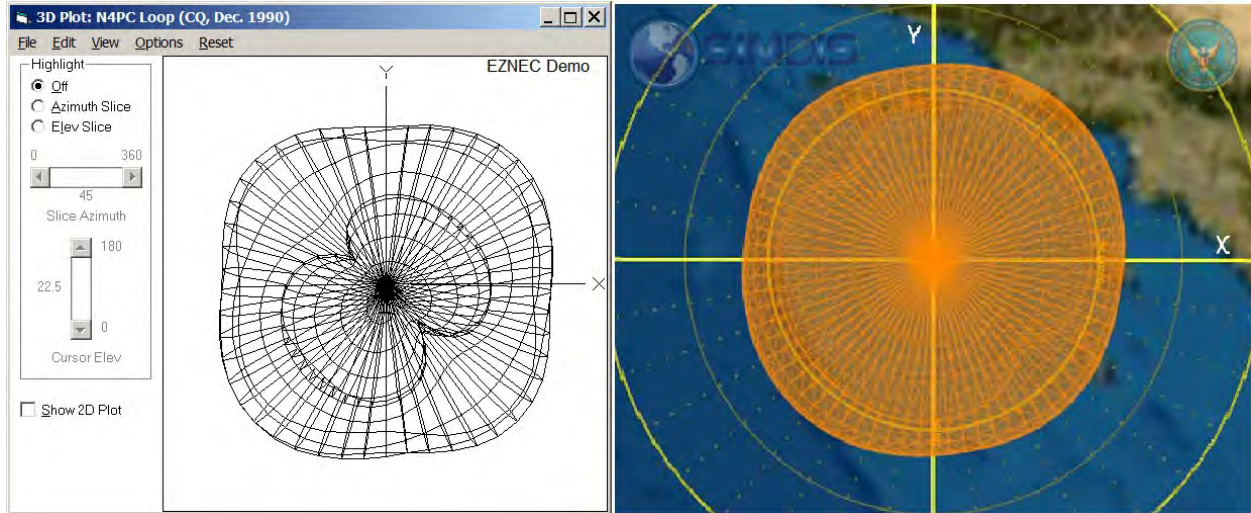 3D Plot: N4PC Loop (CQ, Dec. 1990)
File Edit View Options Reset
Highlight
Off
Azimuth Slice
Elev Slice
0 360
45
Slice Azimuth
180
22.5
0
Cursor Elev
Show 2D Plot
EZNEC Demo
Y
X
SIMDIS
Y
X